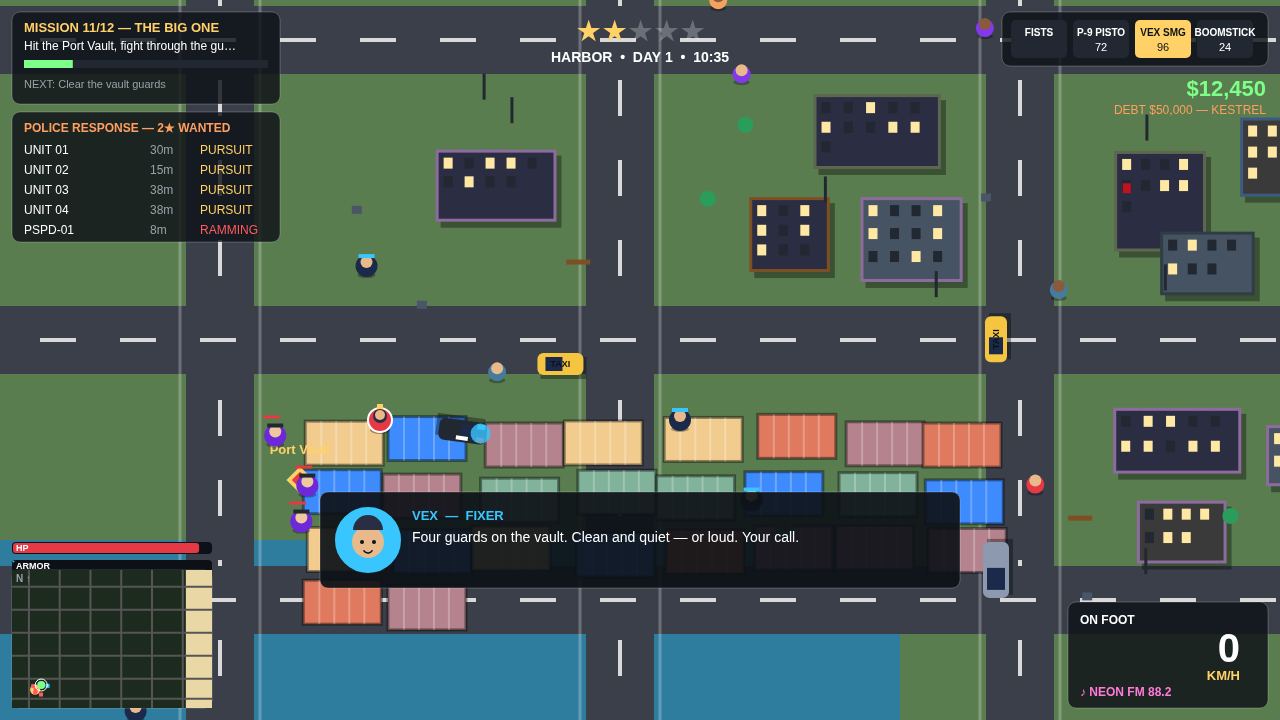 MISSION 11/12 — THE BIG ONE
Hit the Port Vault, fight through the gu…
NEXT: Clear the vault guards
POLICE RESPONSE — 2★ WANTED
UNIT 01 30m PURSUIT
UNIT 02 15m PURSUIT
UNIT 03 38m PURSUIT
UNIT 04 38m PURSUIT
PSPD-01 8m RAMMING
HARBOR • DAY 1 • 10:35
FISTS
P-9 PISTO
72
VEX SMG
96
BOOMSTICK
24
$12,450
DEBT $50,000 — KESTREL
TAXI
TAXI
VEX — FIXER
Four guards on the vault. Clean and quiet — or loud. Your call.
HP
ARMOR
N
ON FOOT
0
KM/H
♪ NEON FM 88.2